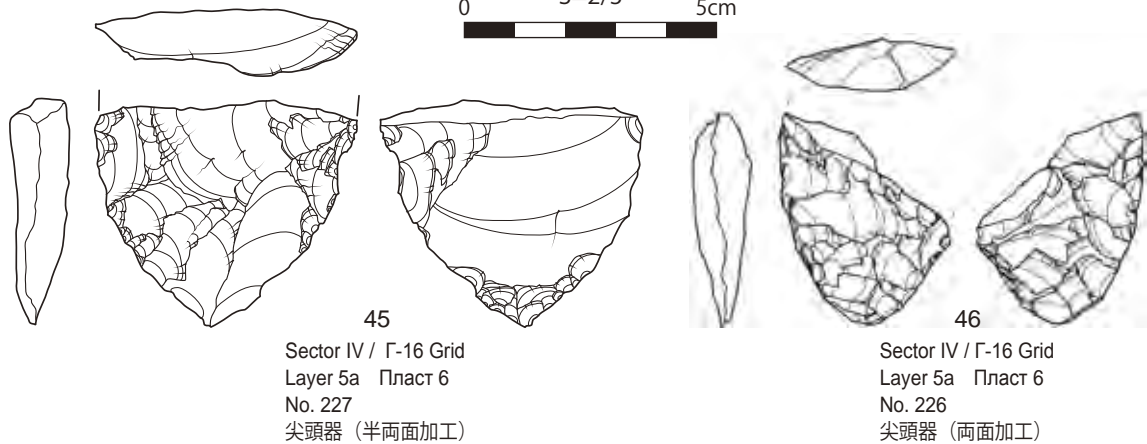 S=2/3
0 5cm
45
Sector IV / Г-16 Grid
Layer 5a Пласт 6
No. 227
尖頭器（半両面加工）
46
Sector IV / Г-16 Grid
Layer 5a Пласт 6
No. 226
尖頭器（両面加工）